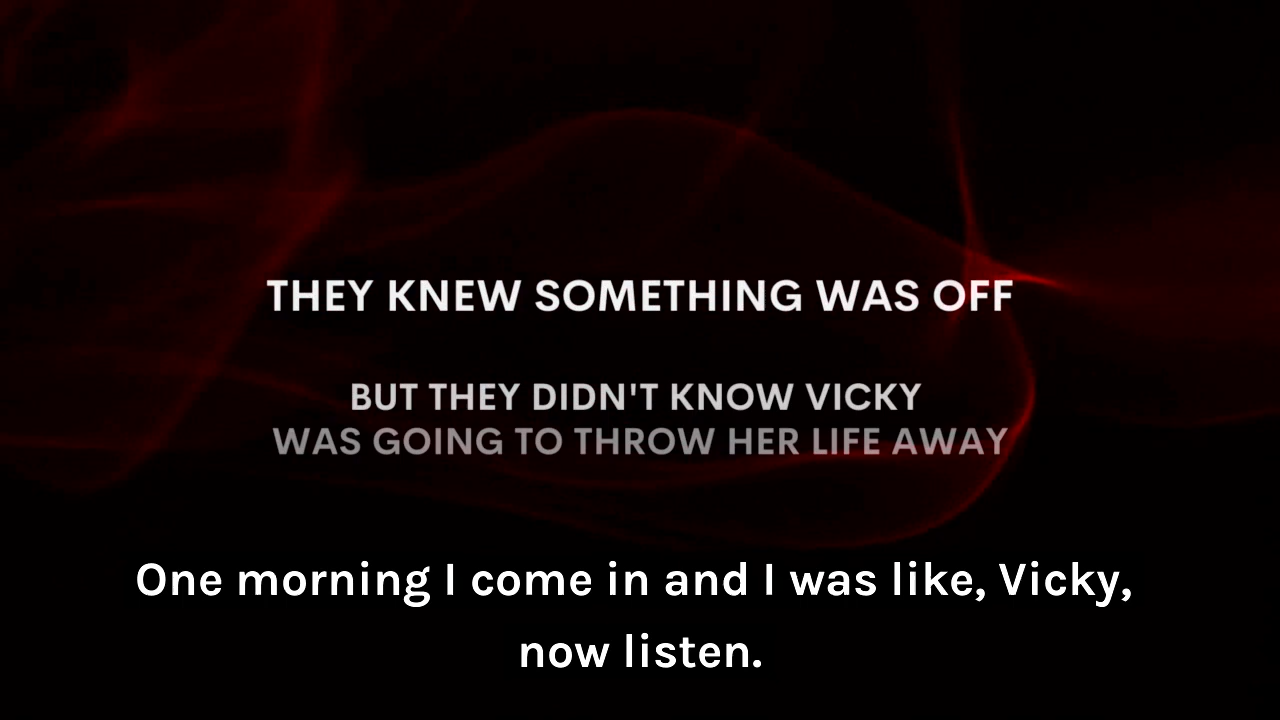 THEY KNEW SOMETHING WAS OFF
BUT THEY DIDN'T KNOW VICKY
WAS GOING TO THROW HER LIFE AWAY
One morning I come in and I was like, Vicky,
now listen.